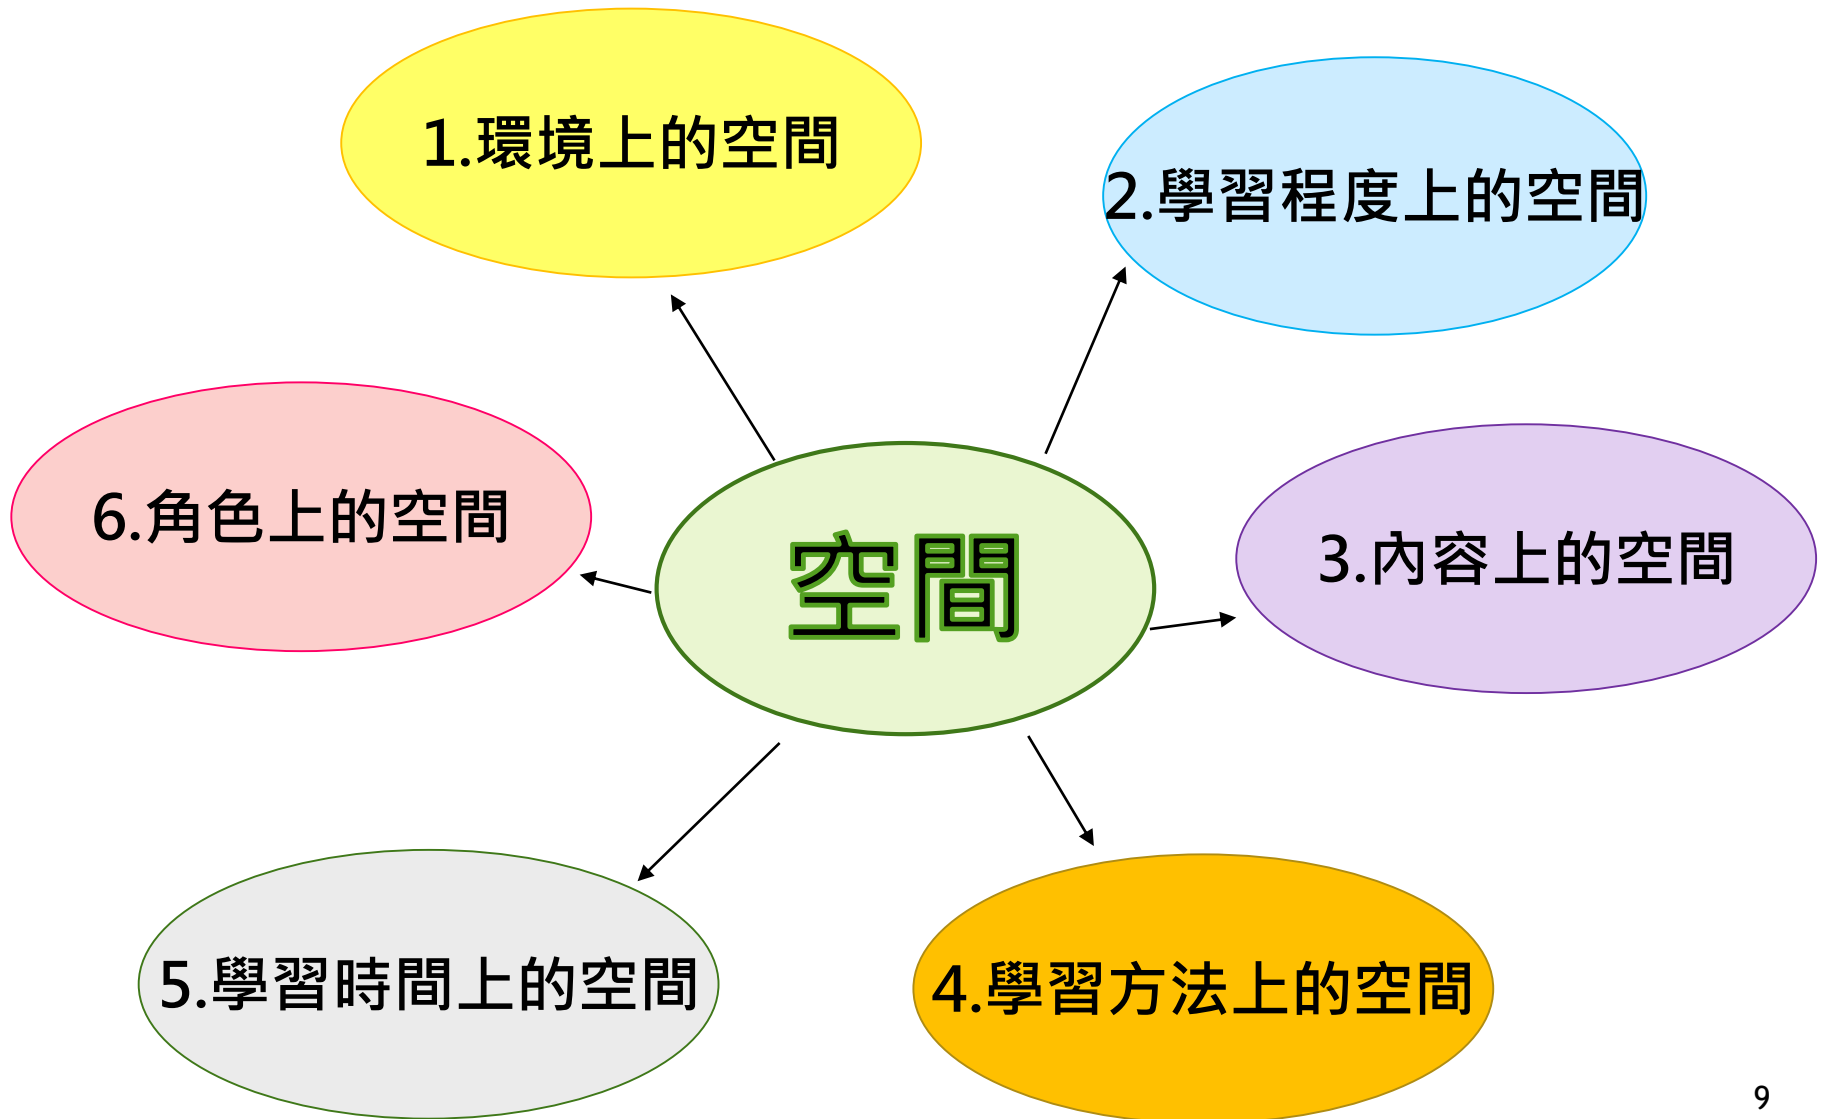 1.環境上的空間
2.學習程度上的空間
3.內容上的空間
4.學習方法上的空間
5.學習時間上的空間
6.角色上的空間
空間
9